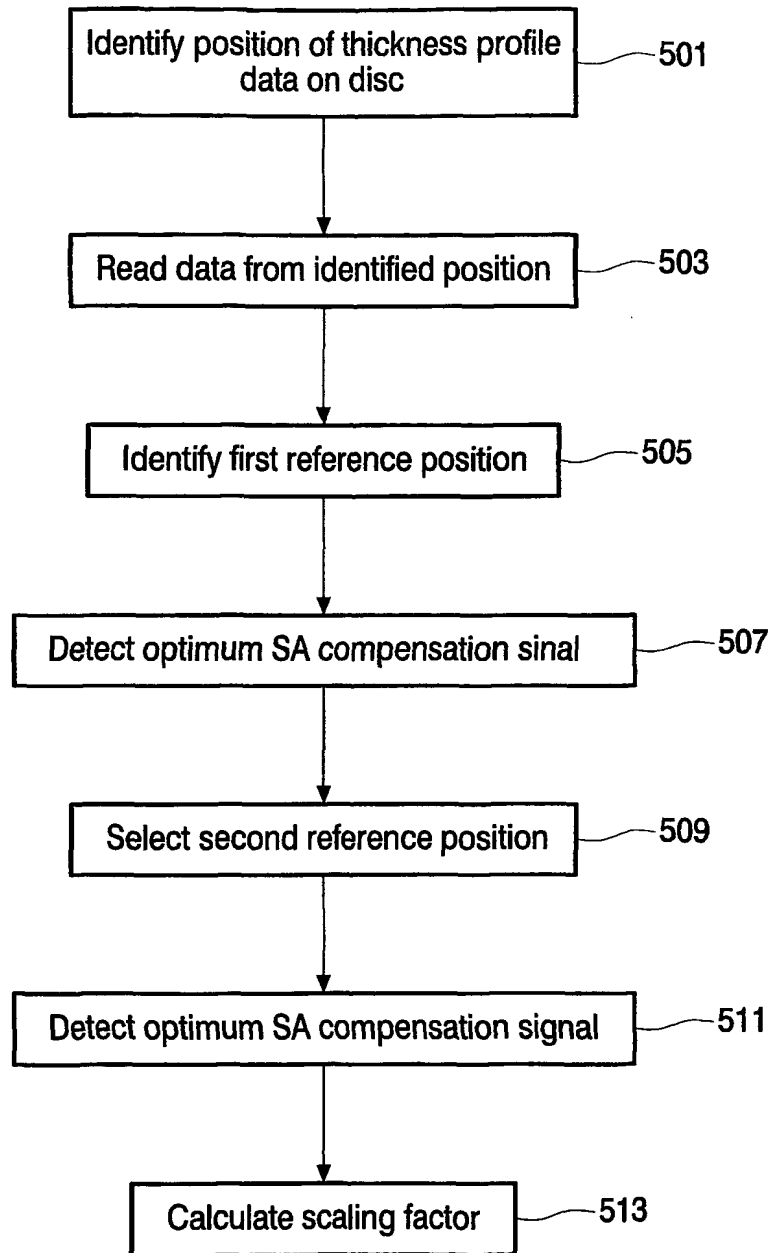 Identify position of thickness profile
data on disc
501
Read data from identified position
503
Identify first reference position
505
Detect optimum SA compensation sinal
507
Select second reference position
509
Detect optimum SA compensation signal
511
Calculate scaling factor
513